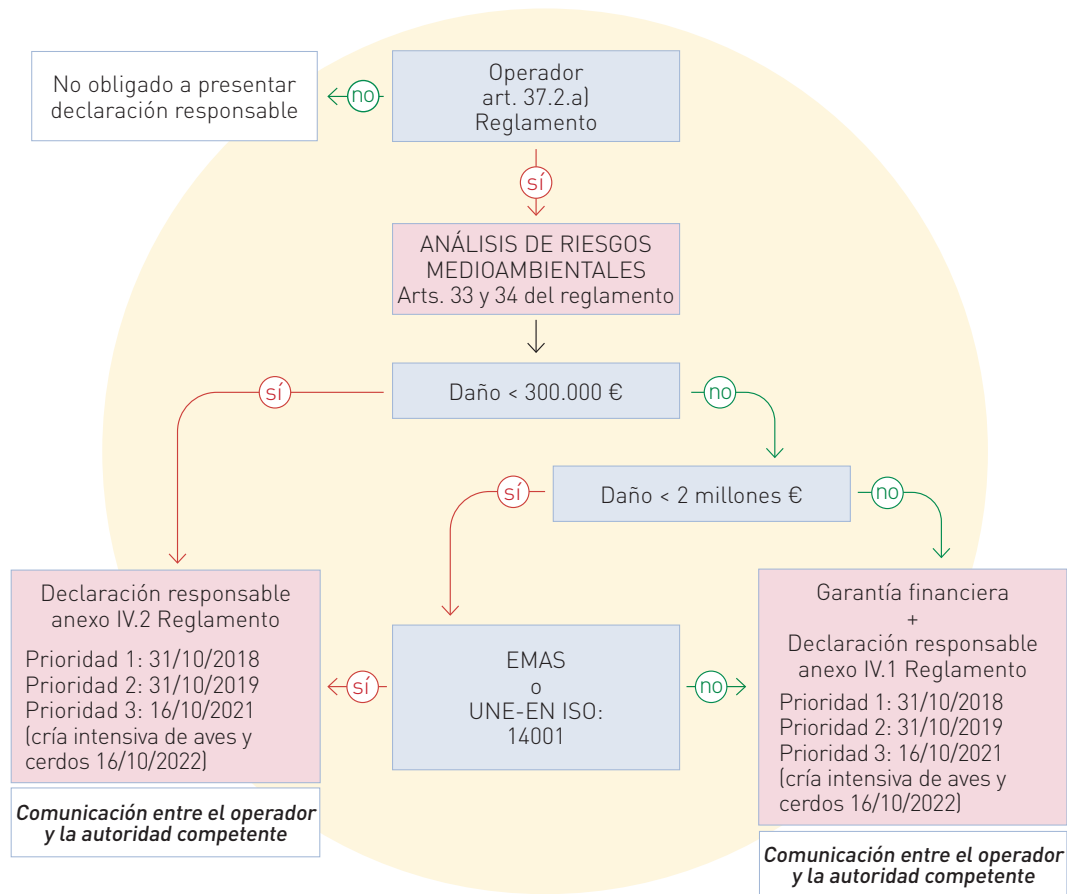 No obligado a presentar
declaración responsable
no
Operador
art. 37.2.a)
Reglamento
sí
ANÁLISIS DE RIESGOS
MEDIOAMBIENTALES
Arts. 33 y 34 del reglamento
sí
Daño < 300.000 €
no
sí
Daño < 2 millones €
no
Declaración responsable
anexo IV.2 Reglamento
Prioridad 1: 31/10/2018
Prioridad 2: 31/10/2019
Prioridad 3: 16/10/2021
(cría intensiva de aves y
cerdos 16/10/2022)
Comunicación entre el operador
y la autoridad competente
sí
EMAS
o
UNE-EN ISO:
14001
no
Garantía financiera
+
Declaración responsable
anexo IV.1 Reglamento
Prioridad 1: 31/10/2018
Prioridad 2: 31/10/2019
Prioridad 3: 16/10/2021
(cría intensiva de aves y
cerdos 16/10/2022)
Comunicación entre el operador
y la autoridad competente